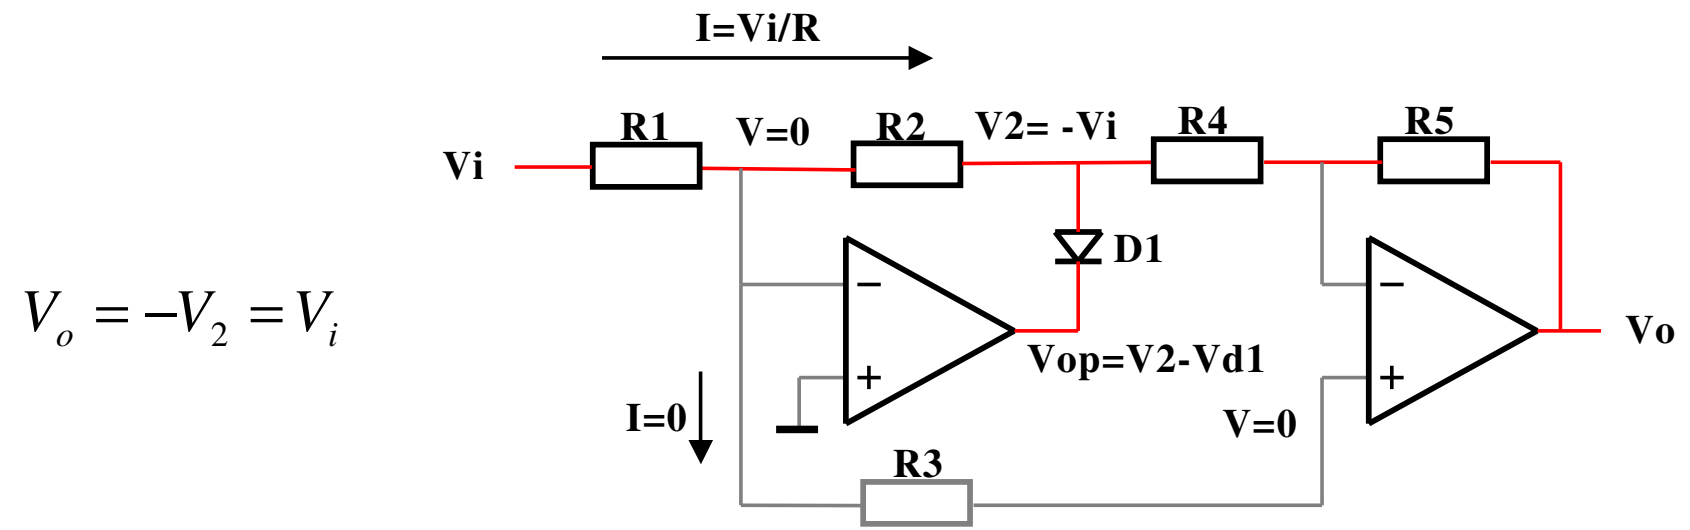 I=Vi/R
R1
V=0
R2
V2= -Vi
R4
R5
Vi
D1
−
−
Vo = −V2 = Vi
Vo
Vop=V2-Vd1
+
+
I=0
V=0
R3